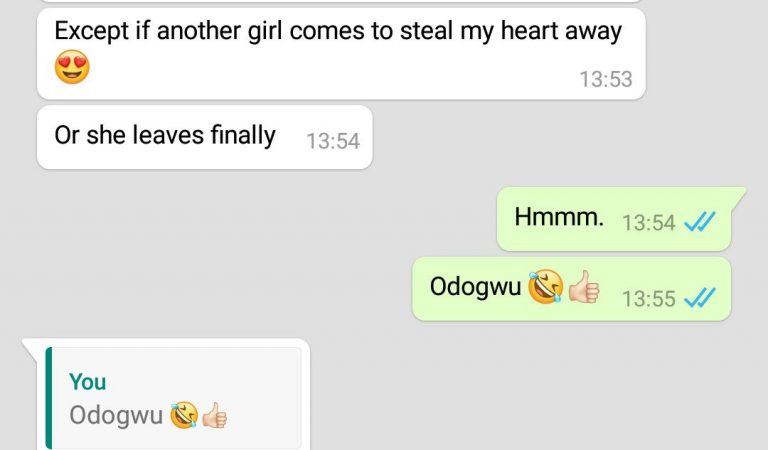 Except if another girl comes to steal my heart away
😍
13:53
Or she leaves finally 13:54
Hmmm. 13:54
Odogwu 🤣👍🏻 13:55
You
Odogwu 🤣👍🏻